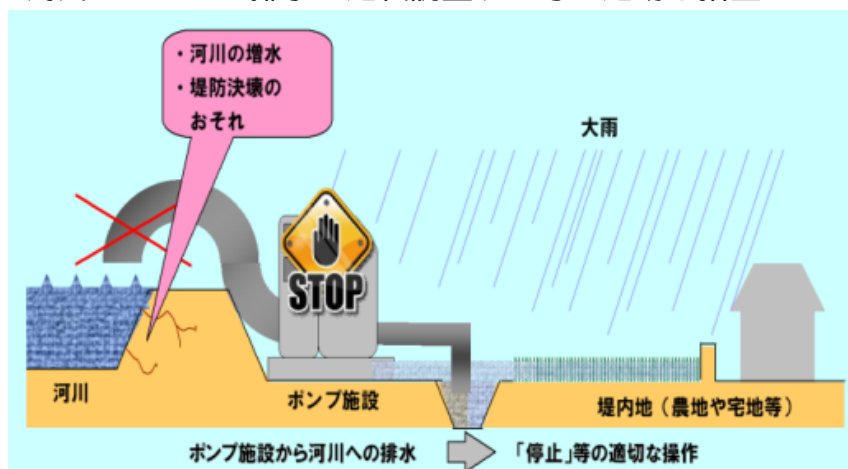 ・河川の増水
・堤防決壊の
おそれ
大雨
STOP
河川
ポンプ施設
堤内地（農地や宅地等）
ポンプ施設から河川への排水
「停止」等の適切な操作